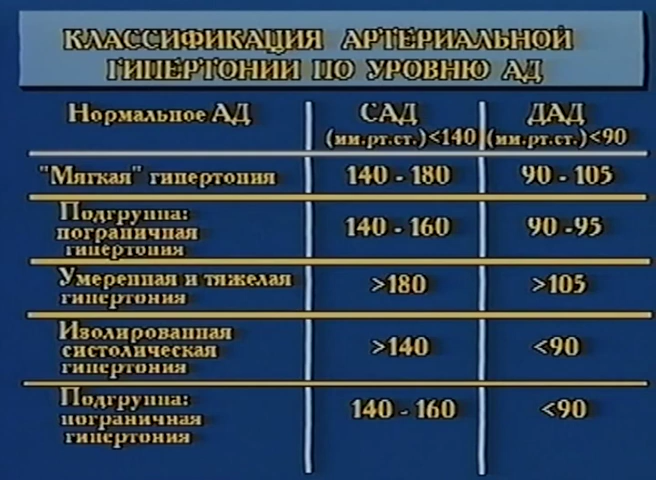 КЛАССИФИКАЦИЯ АРТЕРИАЛЬНОЙ
ГИПЕРТОНИИ ПО УРОВНЮ АД
Нормальное АД
САД
(мм.рт.ст.)<140
ДАД
(мм.рт.ст.)<90
"Мягкая" гипертония
140 - 180
90 - 105
Подгруппа:
пограничная
гипертония
140 - 160
90 -95
Умеренная и тяжелая
гипертония
>180
>105
Изолированная
систолическая
гипертония
>140
<90
Подгруппа:
пограничная
гипертония
140 - 160
<90